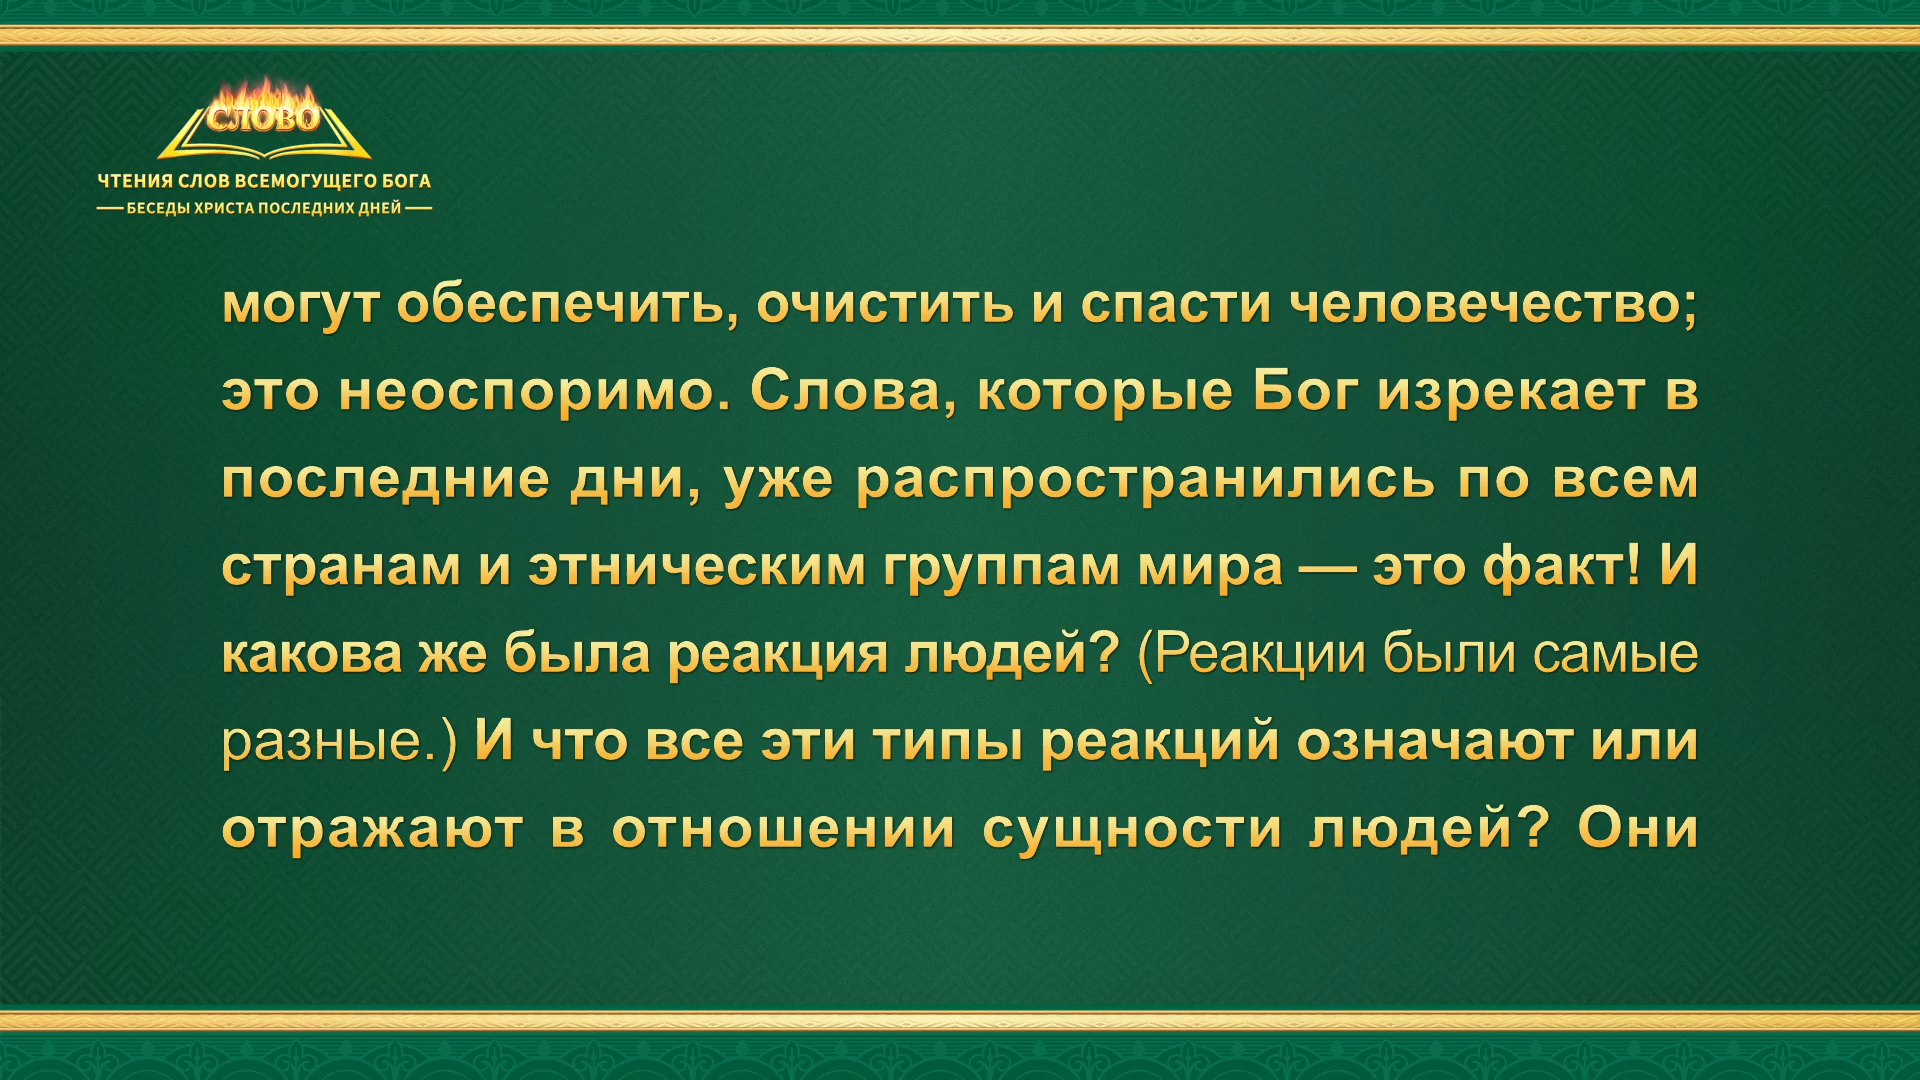 СЛОВО
ЧТЕНИЯ СЛОВ ВСЕМОГУЩЕГО БОГА
— БЕСЕДЫ ХРИСТА ПОСЛЕДНИХ ДНЕЙ —
могут обеспечить, очистить и спасти человечество;
это неоспоримо. Слова, которые Бог изрекает в
последние дни, уже распространились по всем
странам и этническим группам мира — это факт! И
какова же была реакция людей? (Реакции были самые
разные.) И что все эти типы реакций означают или
отражают в отношении сущности людей? Они